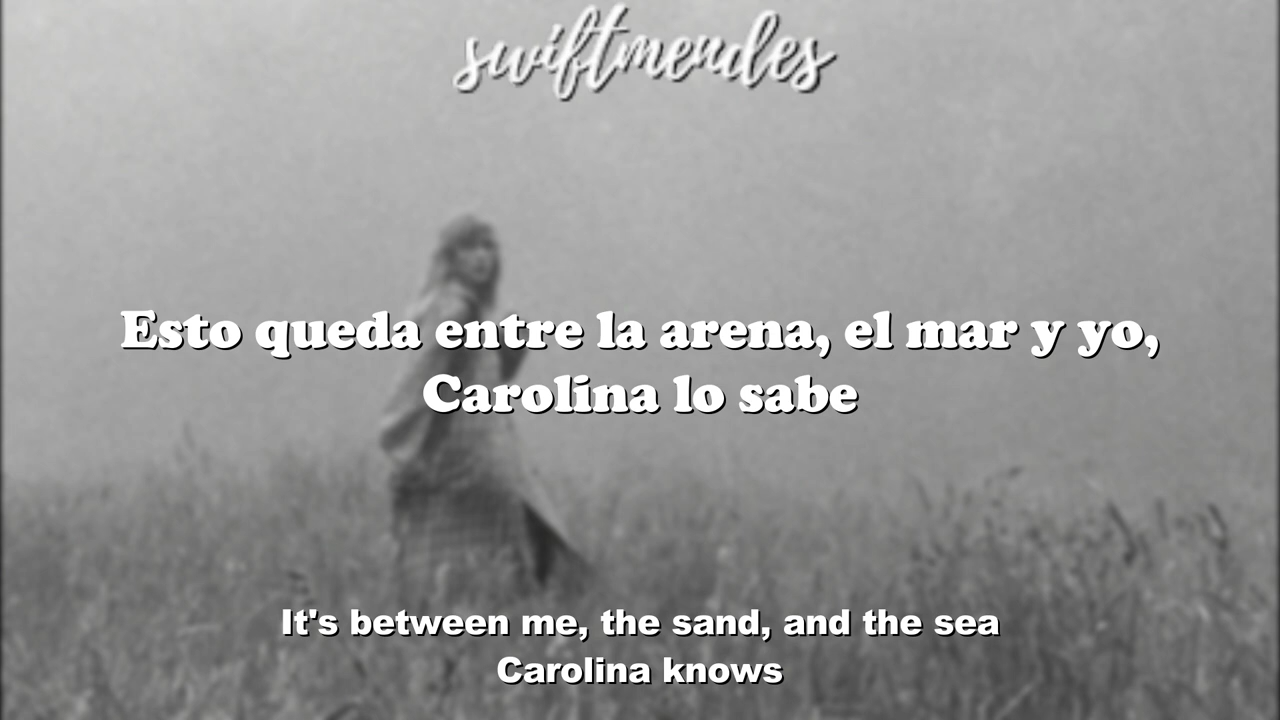 swiftmendes
Esto queda entre la arena, el mar y yo,
Carolina lo sabe
It's between me, the sand, and the sea
Carolina knows